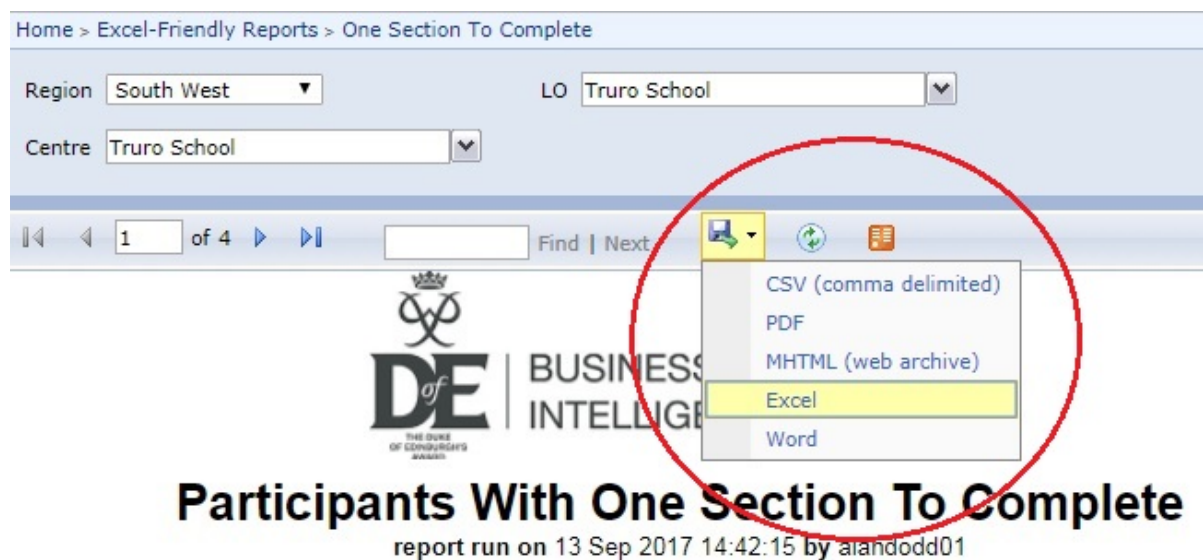 Home > Excel-Friendly Reports > One Section To Complete
Region South West LO Truro School
Centre Truro School
1 of 4 Find | Next
CSV (comma delimited)
PDF
MHTML (web archive)
Excel
Word
DofE
THE DUKE
OF EDINBURGH'S
AWARD
BUSINESS
INTELLIGE
Participants With One Section To Complete
report run on 13 Sep 2017 14:42:15 by alandodd01